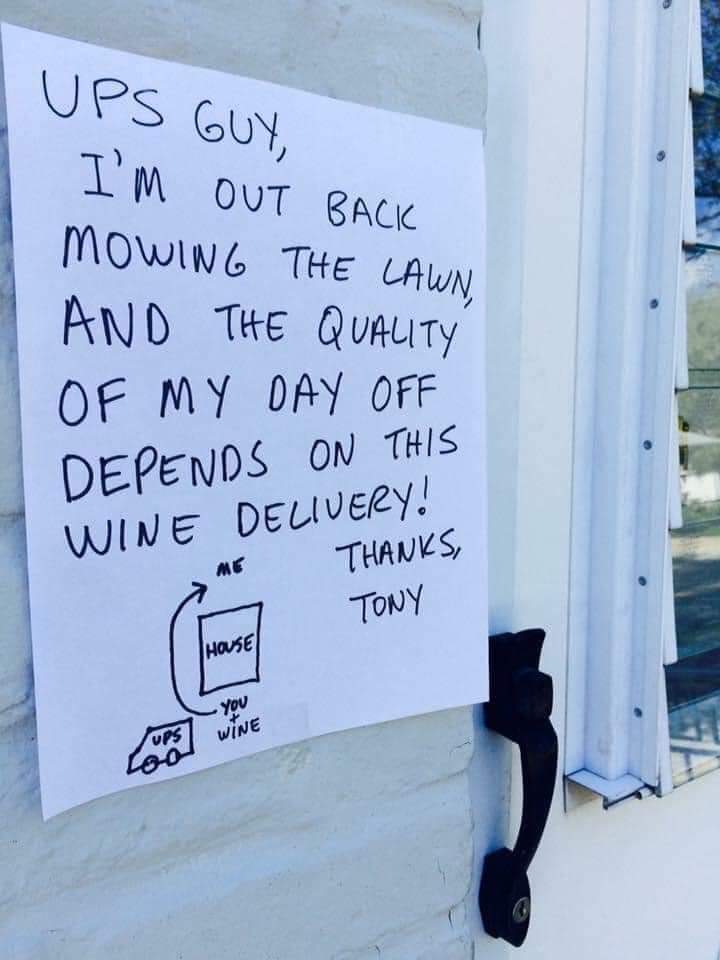 UPS GUY,
I'M OUT BACK
MOWING THE LAWN,
AND THE QUALITY
OF MY DAY OFF
DEPENDS ON THIS
WINE DELIVERY!
THANKS,
TONY
ME
HOUSE
YOU
+
WINE
UPS